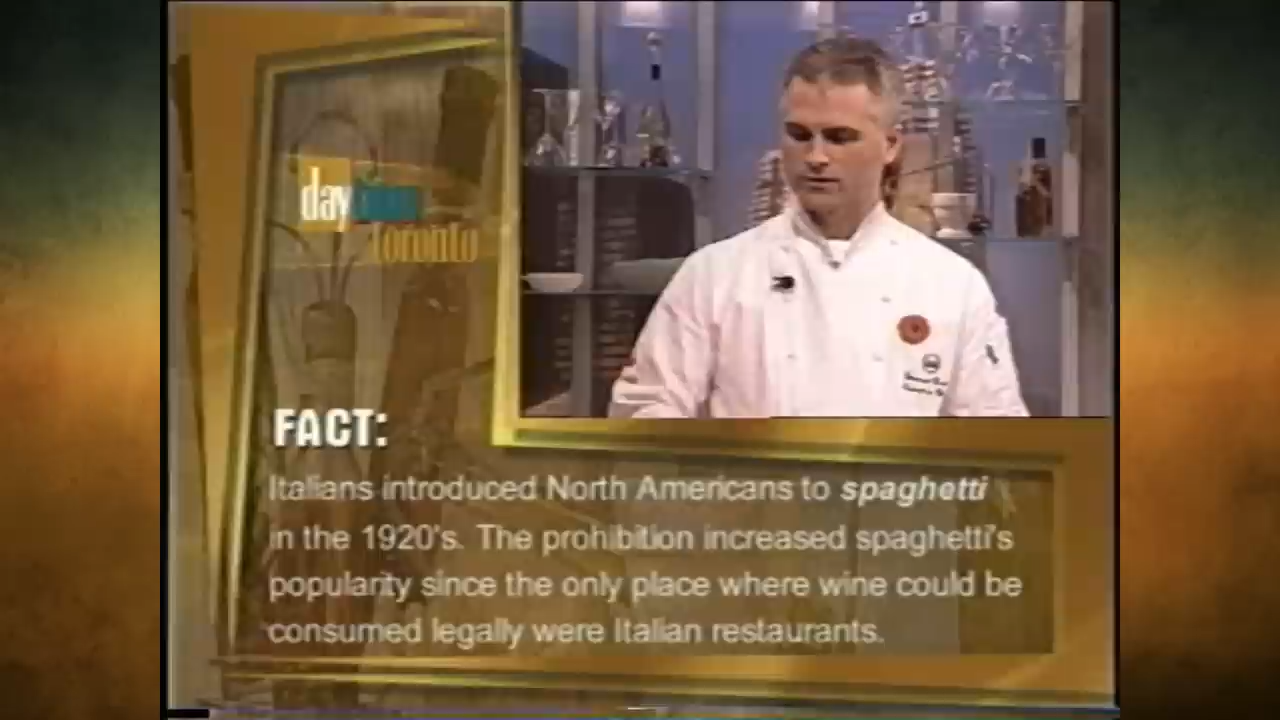 day
toronto
FACT:
Italians introduced North Americans to spaghetti
in the 1920's. The prohibition increased spaghetti's
popularity since the only place where wine could be
consumed legally were Italian restaurants.